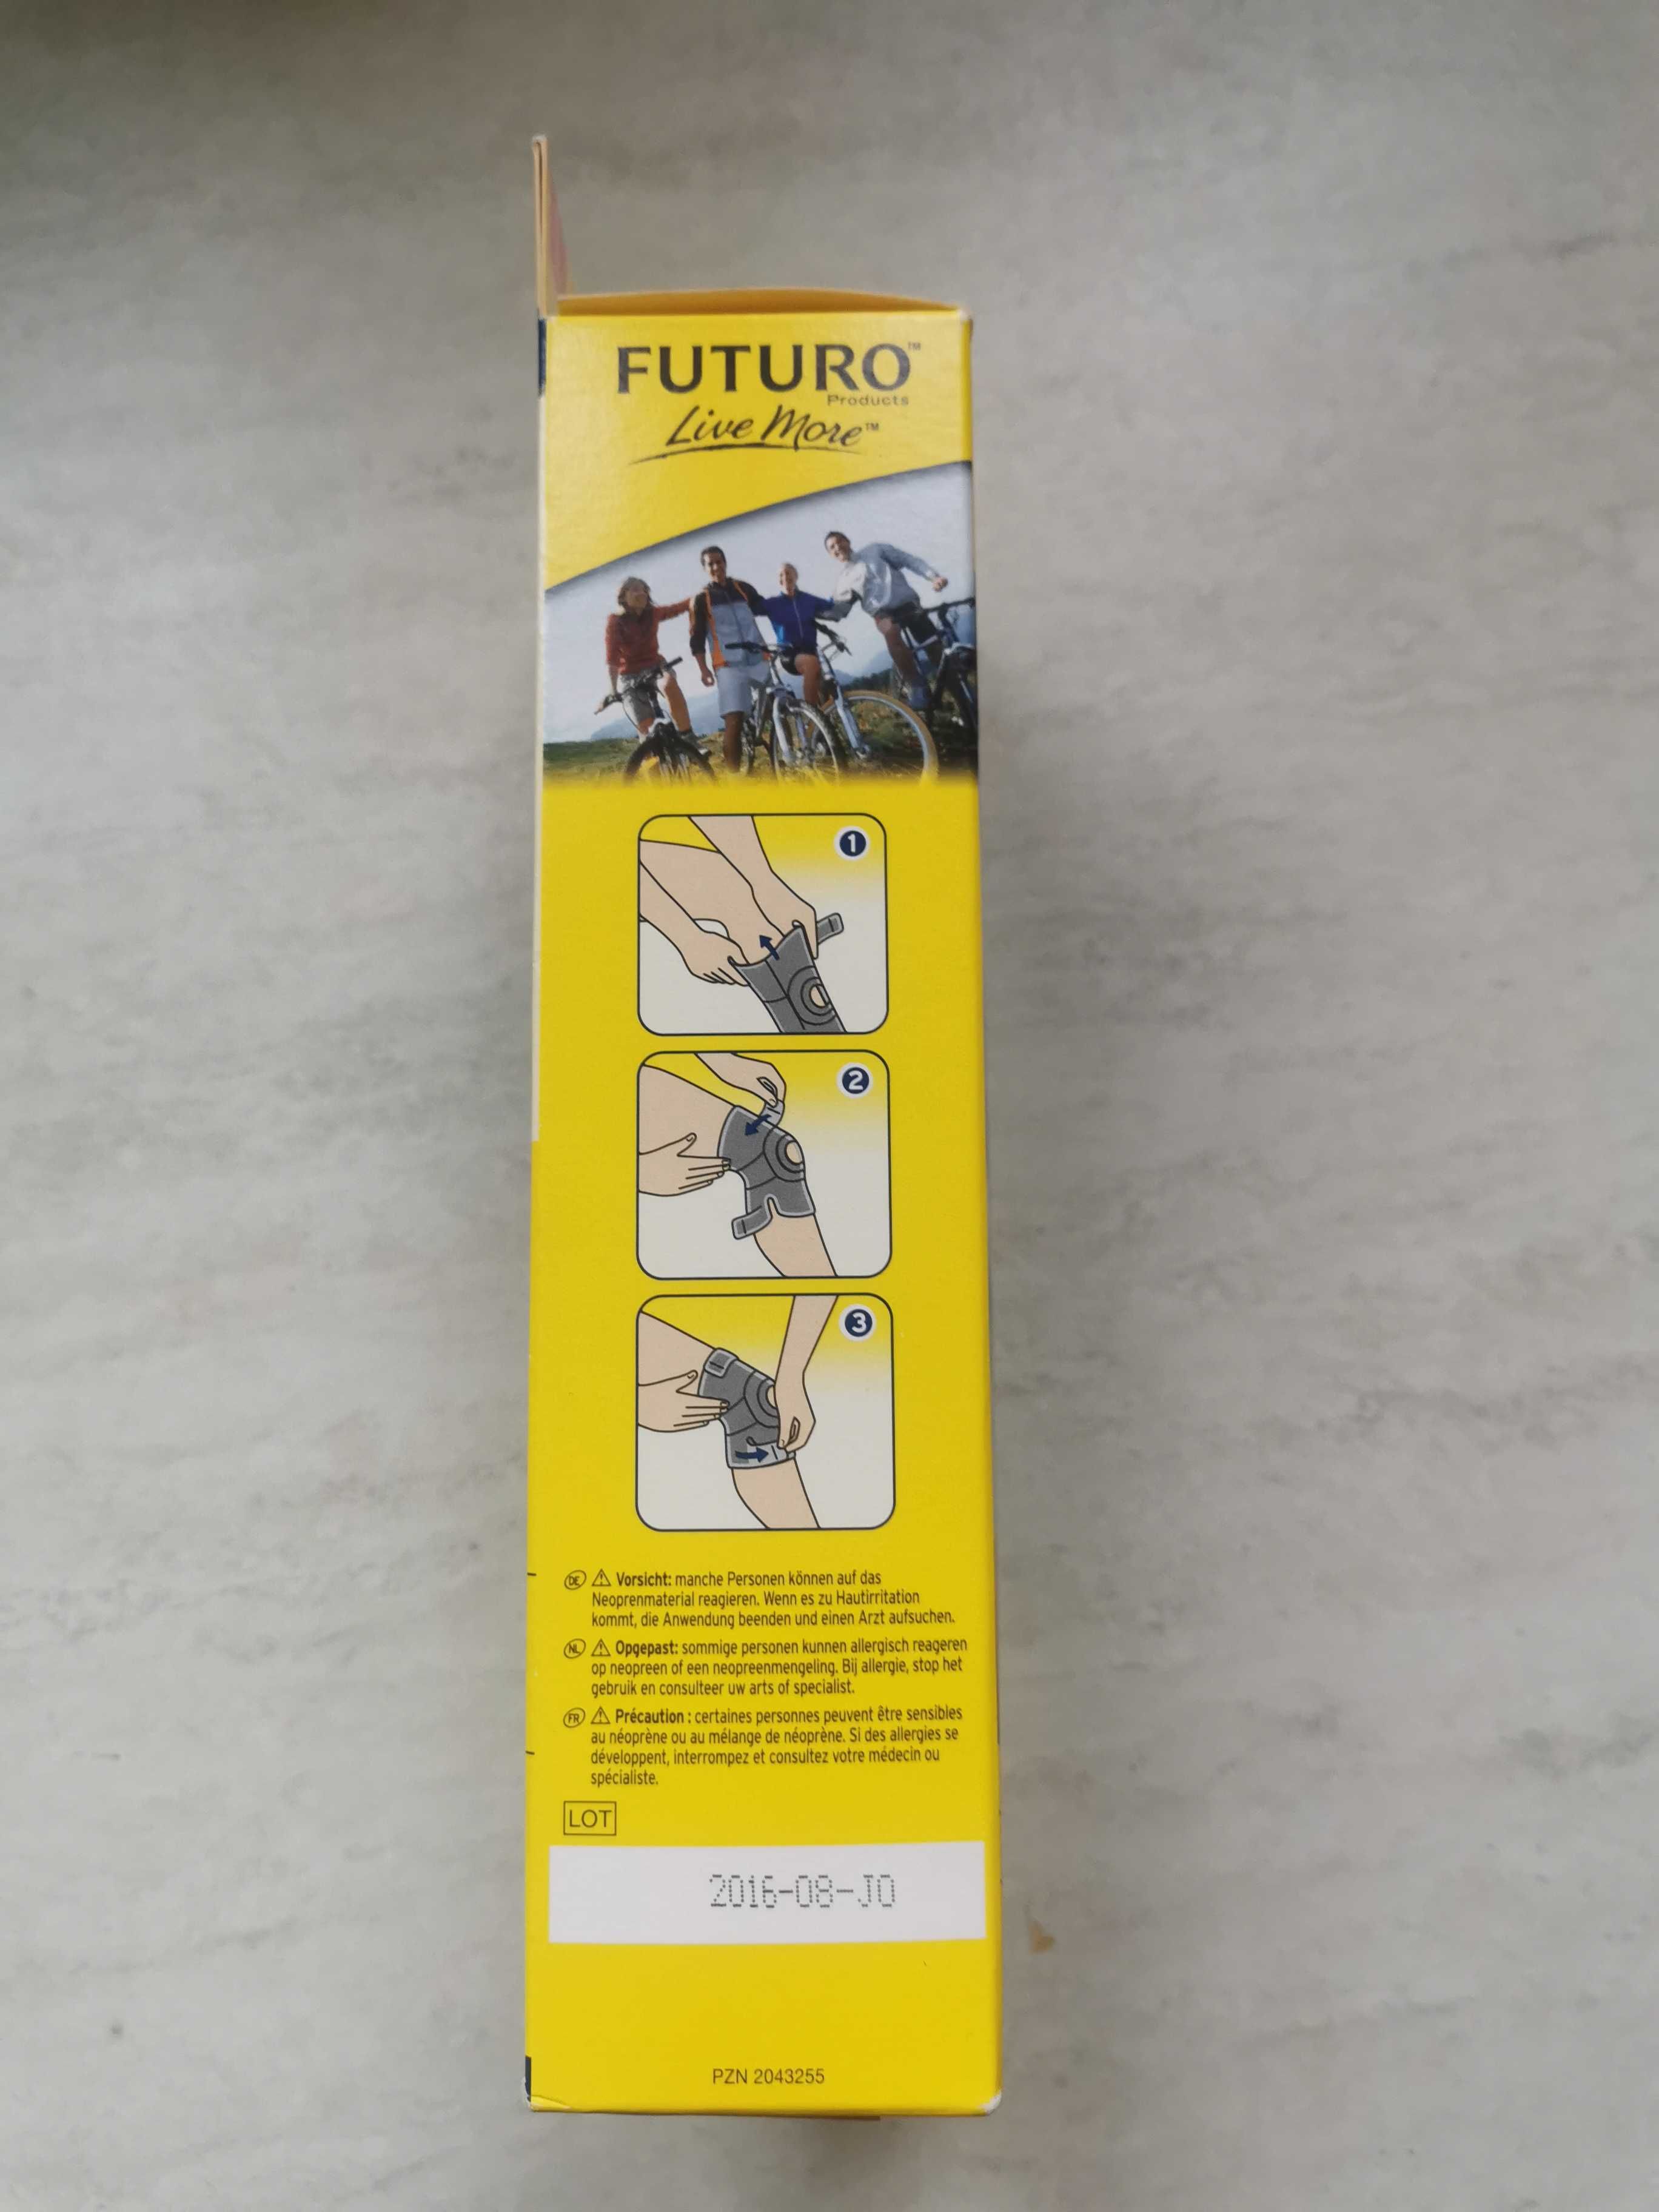 FUTURO™
Products
Live More™
1
2
3
DE ⚠ Vorsicht: manche Personen können auf das
Neoprenmaterial reagieren. Wenn es zu Hautirritation
kommt, die Anwendung beenden und einen Arzt aufsuchen.
NL ⚠ Opgepast: sommige personen kunnen allergisch reageren
op neopreen of een neopreenmengeling. Bij allergie, stop het
gebruik en consulteer uw arts of specialist.
FR ⚠ Précaution : certaines personnes peuvent être sensibles
au néoprène ou au mélange de néoprène. Si des allergies se
développent, interrompez et consultez votre médecin ou
spécialiste.
LOT
2016-08-JO
PZN 2043255